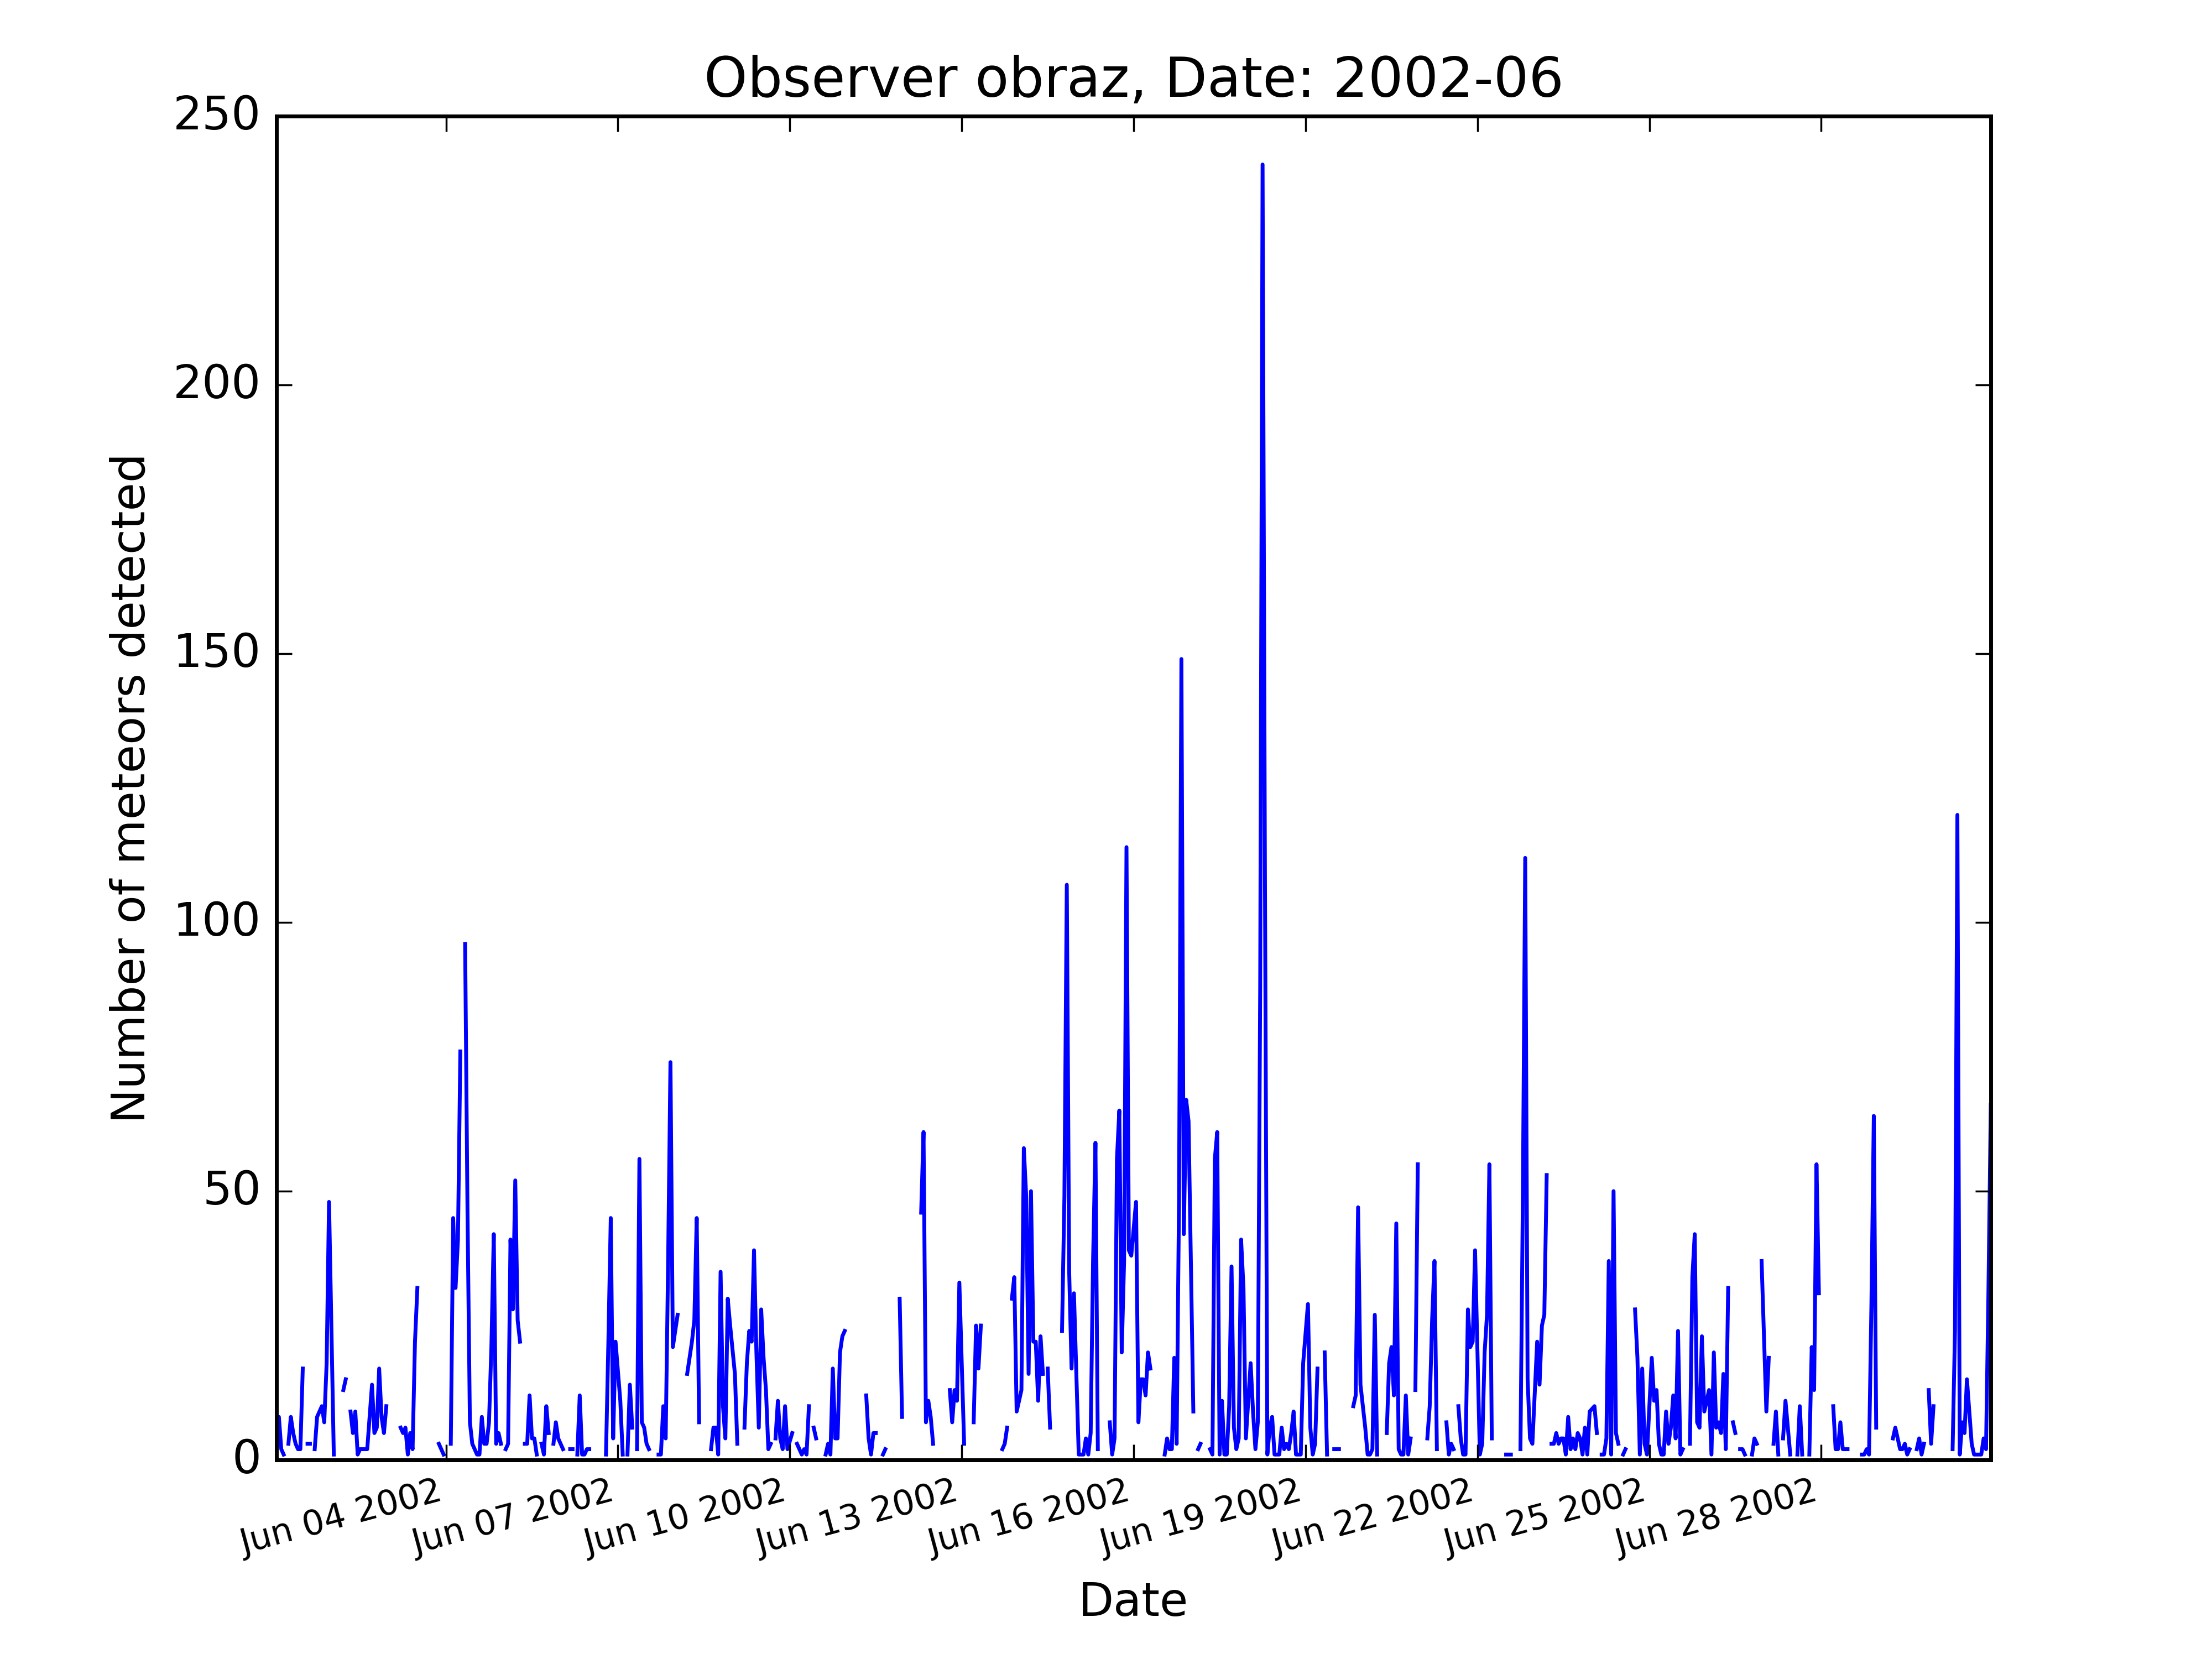 Observer obraz, Date: 2002-06
Number of meteors detected
250
200
150
100
50
0
Jun 04 2002
Jun 07 2002
Jun 10 2002
Jun 13 2002
Jun 16 2002
Jun 19 2002
Jun 22 2002
Jun 25 2002
Jun 28 2002
Date